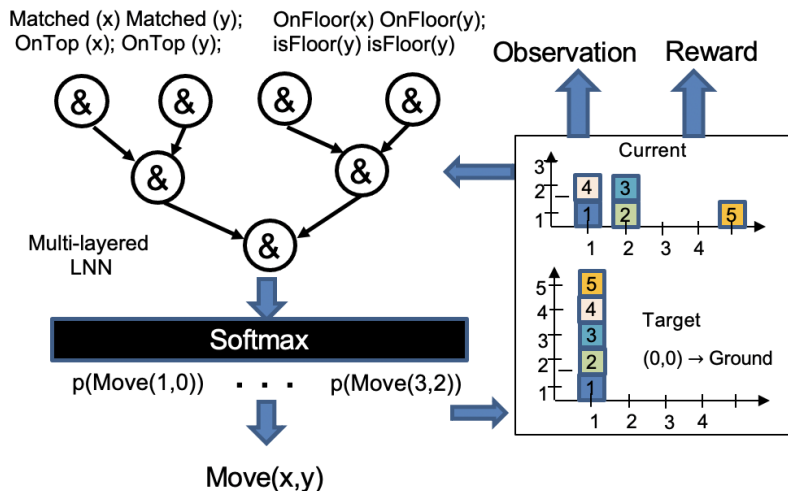 Matched (x) Matched (y);
OnTop (x); OnTop (y);
OnFloor(x) OnFloor(y);
isFloor(y) isFloor(y)
& & & &
& &
&
Multi-layered
LNN
Softmax
p(Move(1,0)) . . . p(Move(3,2))
Move(x,y)
Observation Reward
Current
3
2 4 3
1 1 2 5
1 2 3 4
5 5
4 4
3 3
2 2
1 1
1 2 3 4
Target
(0,0) → Ground